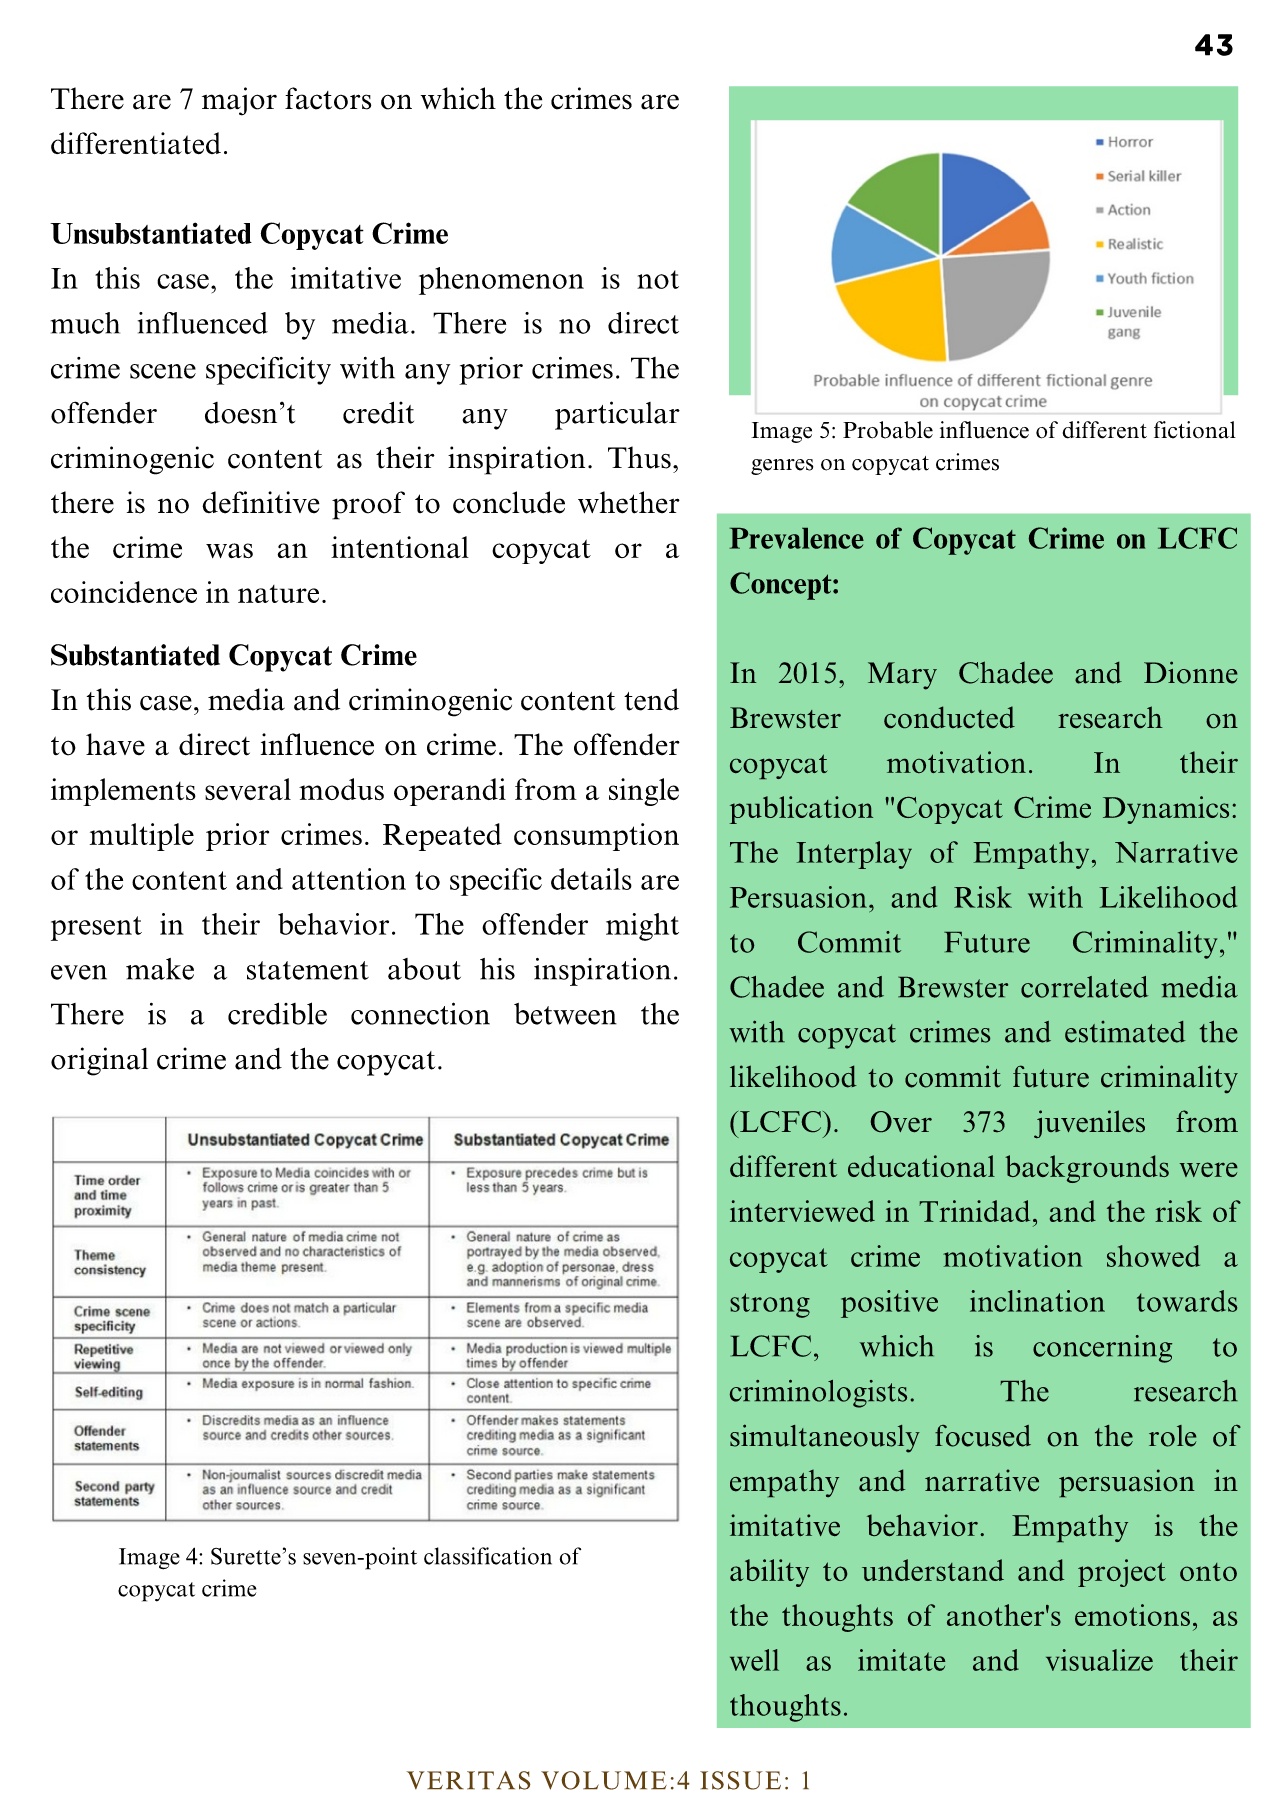 43
There are 7 major factors on which the crimes are
differentiated.
Unsubstantiated Copycat Crime
In this case, the imitative phenomenon is not
much influenced by media. There is no direct
crime scene specificity with any prior crimes. The
offender doesn’t credit any particular
criminogenic content as their inspiration. Thus,
there is no definitive proof to conclude whether
the crime was an intentional copycat or a
coincidence in nature.
Substantiated Copycat Crime
In this case, media and criminogenic content tend
to have a direct influence on crime. The offender
implements several modus operandi from a single
or multiple prior crimes. Repeated consumption
of the content and attention to specific details are
present in their behavior. The offender might
even make a statement about his inspiration.
There is a credible connection between the
original crime and the copycat.
Unsubstantiated Copycat Crime
Substantiated Copycat Crime
Time order
and time
proximity
• Exposure to Media coincides with or
follows crime or is greater than 5
years in past.
• Exposure precedes crime but is
less than 5 years.
Theme
consistency
• General nature of media crime not
observed and no characteristics of
media theme present.
• General nature of crime as
portrayed by the media observed,
e.g. adoption of personae, dress
and mannerisms of original crime.
Crime scene
specificity
• Crime does not match a particular
scene or actions.
• Elements from a specific media
scene are observed.
Repetitive
viewing
• Media are not viewed or viewed only
once by the offender.
• Media production is viewed multiple
times by offender
Self-editing
• Media exposure is in normal fashion.
• Close attention to specific crime
content.
Offender
statements
• Discredits media as an influence
source and credits other sources.
• Offender makes statements
crediting media as a significant
crime source.
Second party
statements
• Non-journalist sources discredit media
as an influence source and credit
other sources.
• Second parties make statements
crediting media as a significant
crime source.
Image 4: Surette’s seven-point classification of
copycat crime
Horror
Serial killer
Action
Realistic
Youth fiction
Juvenile
gang
Probable influence of different fictional genre
on copycat crime
Image 5: Probable influence of different fictional
genres on copycat crimes
Prevalence of Copycat Crime on LCFC
Concept:
In 2015, Mary Chadee and Dionne
Brewster conducted research on
copycat motivation. In their
publication "Copycat Crime Dynamics:
The Interplay of Empathy, Narrative
Persuasion, and Risk with Likelihood
to Commit Future Criminality,"
Chadee and Brewster correlated media
with copycat crimes and estimated the
likelihood to commit future criminality
(LCFC). Over 373 juveniles from
different educational backgrounds were
interviewed in Trinidad, and the risk of
copycat crime motivation showed a
strong positive inclination towards
LCFC, which is concerning to
criminologists. The research
simultaneously focused on the role of
empathy and narrative persuasion in
imitative behavior. Empathy is the
ability to understand and project onto
the thoughts of another's emotions, as
well as imitate and visualize their
thoughts.
VERITAS VOLUME:4 ISSUE: 1